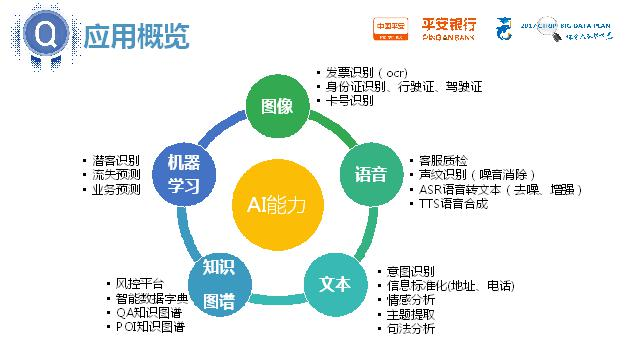 Q
应用概览
中国平安
平安银行
PING AN BANK
2017 CTRIP BIG DATA PLAN
图像
发票识别（ocr)
身份证识别、行驶证、驾驶证
卡号识别
语音
客服质检
声纹识别（噪音消除）
ASR语音转文本（去噪、增强）
TTS语音合成
机器
学习
潜客识别
流失预测
业务预测
AI能力
知识
图谱
风控平台
智能数据字典
QA知识图谱
POI知识图谱
文本
意图识别
信息标准化(地址、电话)
情感分析
主题提取
句法分析